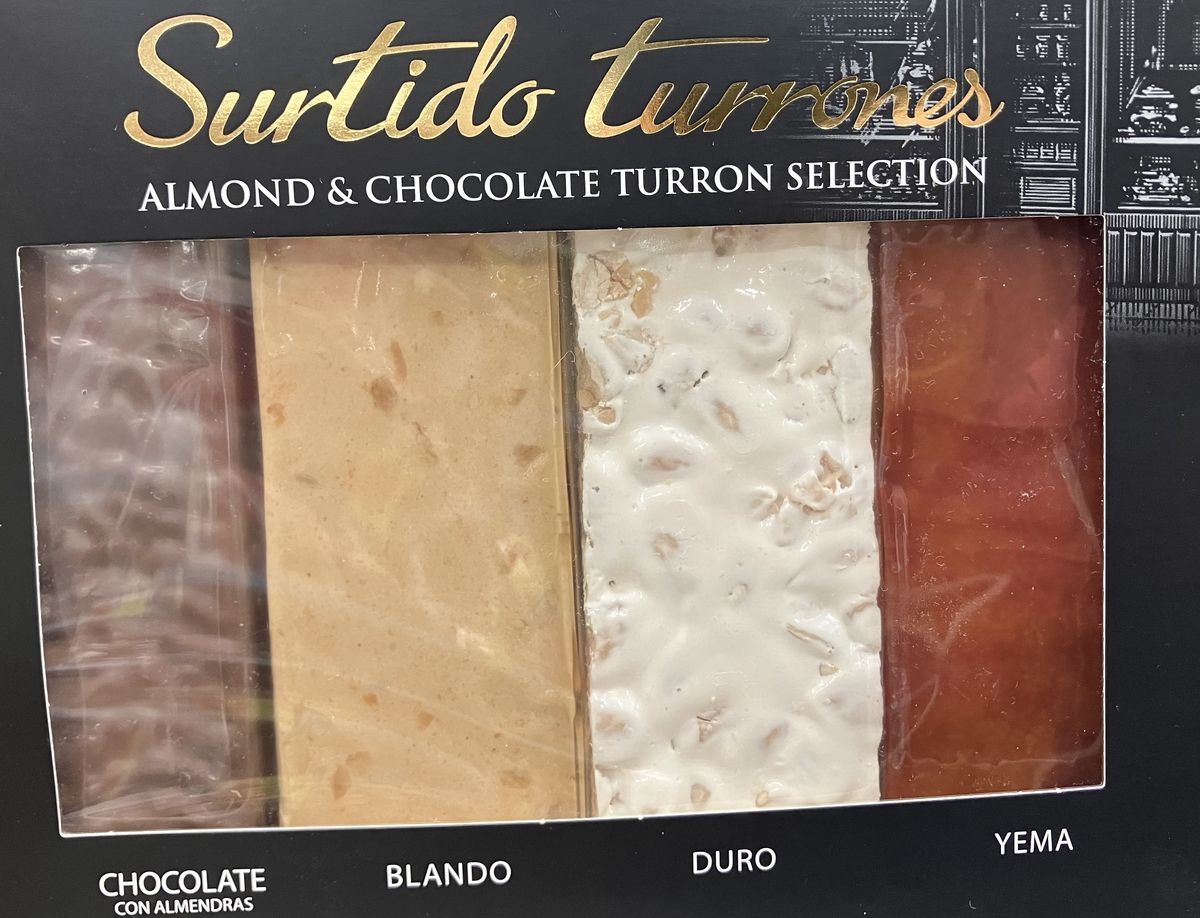 Surtido turrones
ALMOND & CHOCOLATE TURRON SELECTION
CHOCOLATE
CON ALMENDRAS
BLANDO
DURO
YEMA